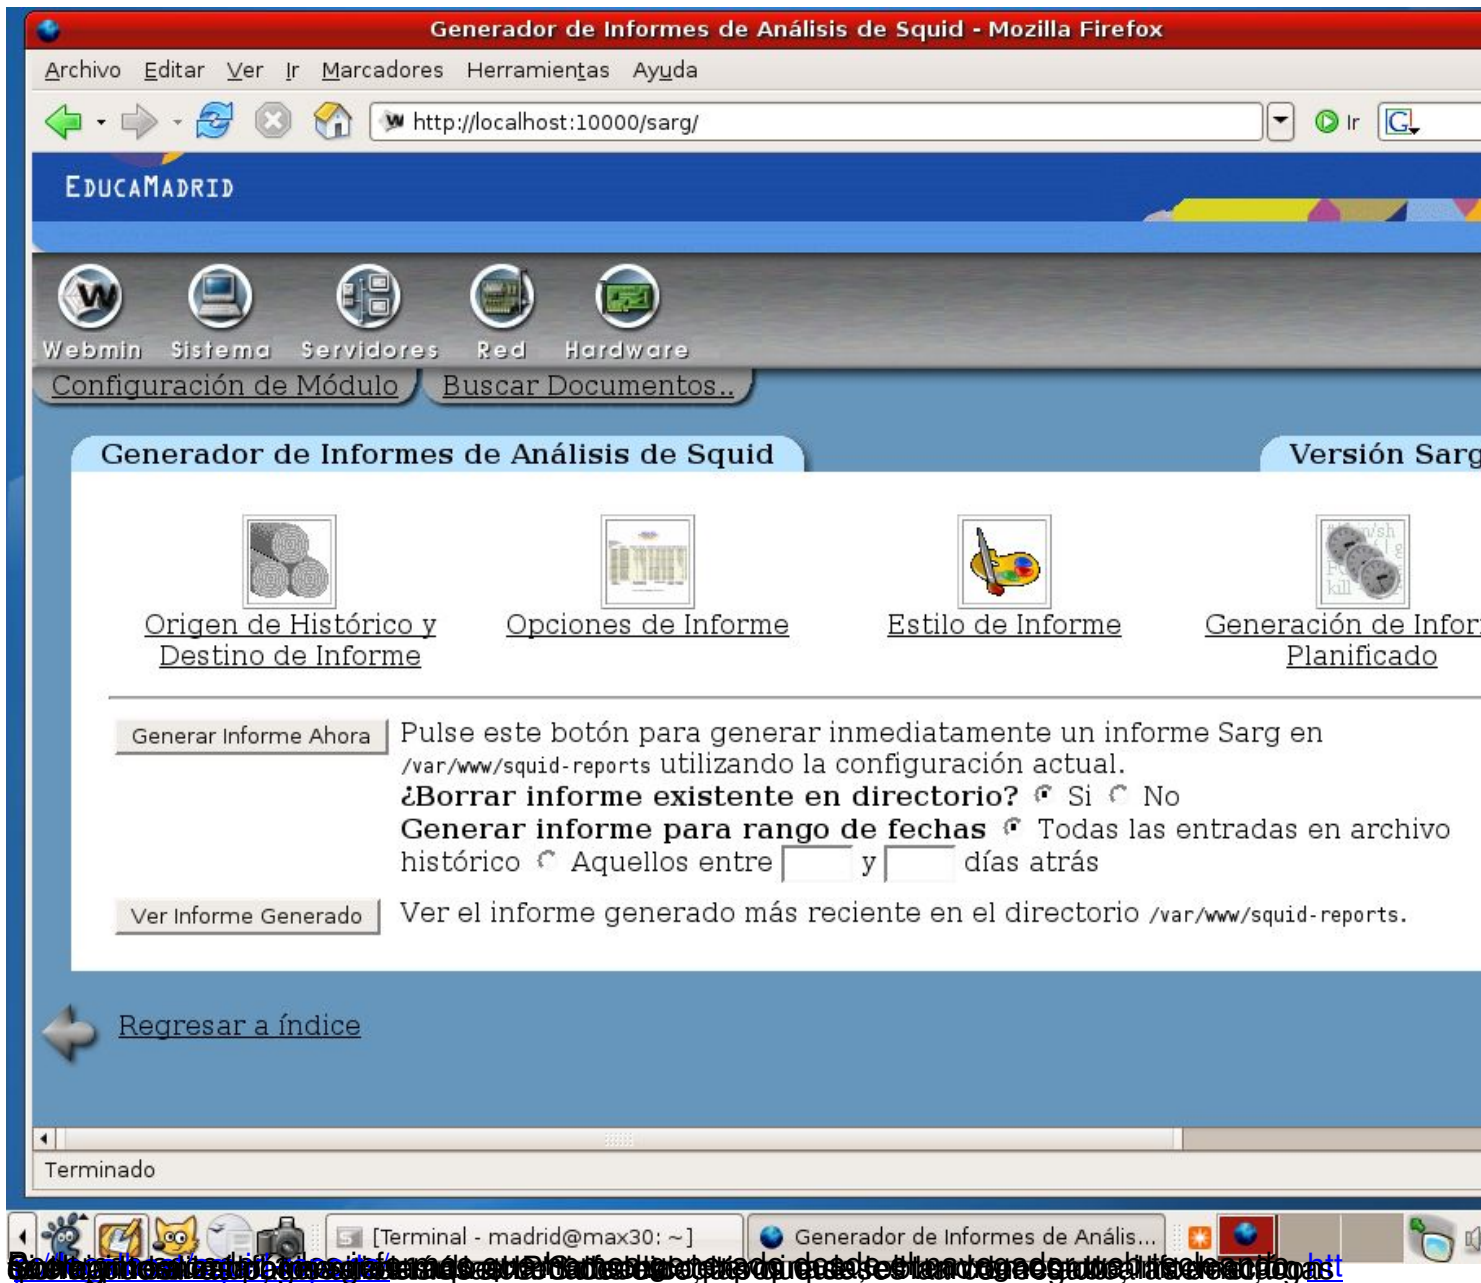 Generador de Informes de Análisis de Squid - Mozilla Firefox
Archivo Editar Ver Ir Marcadores Herramientas Ayuda
http://localhost:10000/sarg/ Ir
EDUCAMADRID
Webmin Sistema Servidores Red Hardware
Configuración de Módulo Buscar Documentos..
Generador de Informes de Análisis de Squid Versión Sarg
Origen de Histórico y Destino de Informe
Opciones de Informe
Estilo de Informe
Generación de Infor
Planificado
Generar Informe Ahora
Pulse este botón para generar inmediatamente un informe Sarg en
/var/www/squid-reports utilizando la configuración actual.
¿Borrar informe existente en directorio? Si No
Generar informe para rango de fechas Todas las entradas en archivo
histórico Aquellos entre y días atrás
Ver Informe Generado
Ver el informe generado más reciente en el directorio /var/www/squid-reports.
Regresar a índice
Terminado
[Terminal - madrid@max30: ~] Generador de Informes de Anális...
htt